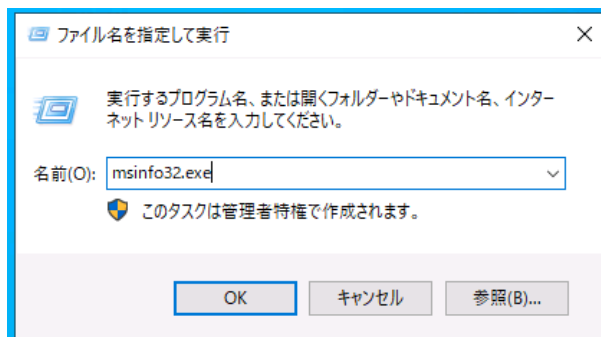 ファイル名を指定して実行
実行するプログラム名、または開くフォルダーやドキュメント名、インター
ネット リソース名を入力してください。
名前(O): msinfo32.exe
このタスクは管理者特権で作成されます。
OK キャンセル 参照(B)...